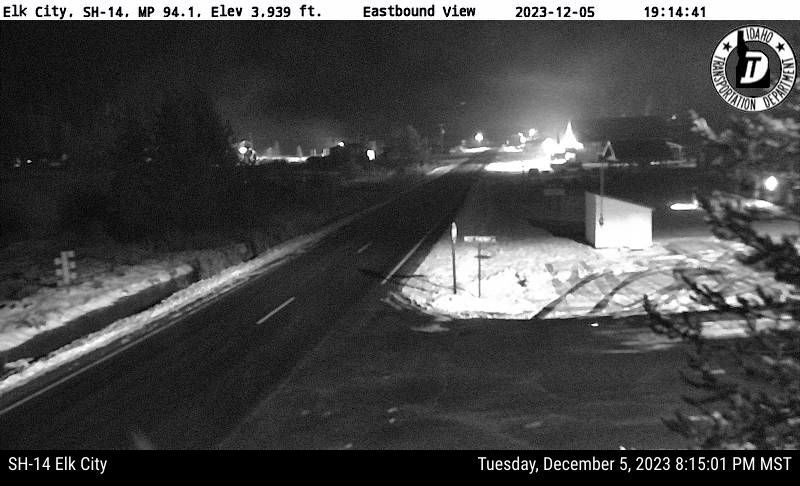 Elk City, SH-14, MP 94.1, Elev 3,939 ft. Eastbound View 2023-12-05 19:14:41
IDAHO
TRANSPORTATION DEPARTMENT
SH-14 Elk City Tuesday, December 5, 2023 8:15:01 PM MST